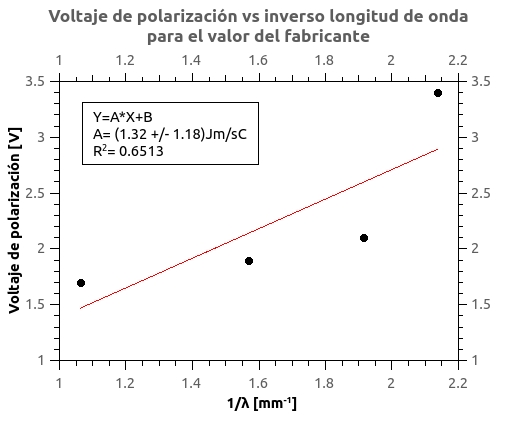 Voltaje de polarización vs inverso longitud de onda
para el valor del fabricante
1 1.2 1.4 1.6 1.8 2 2.2
3.5 3.5
Y=A*X+B
A= (1.32 +/- 1.18)Jm/sC
R²= 0.6513
3 3
2.5 2.5
2 2
1.5 1.5
1 1
Voltaje de polarización [V]
1 1.2 1.4 1.6 1.8 2 2.2
1/λ [mm⁻¹]